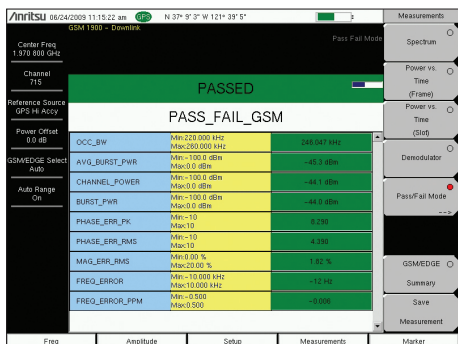 Anritsu 06/24/2009 11:15:22 am GPS N 37° 9' 3" W 121° 39' 5"
Measurements
GSM 1900 - Downlink
Pass Fail Mode
Center Freq
1.970 800 GHz
Channel
715
Reference Source
GPS Hi Accy
Power Offset
0.0 dB
GSM/EDGE Select
Auto
Auto Range
On
PASSED
PASS_FAIL_GSM
OCC_BW Min:220.000 kHz Max:260.000 kHz 246.047 kHz
AVG_BURST_PWR Min:-100.0 dBm Max:0.0 dBm -45.3 dBm
CHANNEL_POWER Min:-100.0 dBm Max:0.0 dBm -44.1 dBm
BURST_PWR Min:-100.0 dBm Max:0.0 dBm -44.0 dBm
PHASE_ERR_PK Min:-10 Max:10 8.290
PHASE_ERR_RMS Min:-10 Max:10 4.390
MAG_ERR_RMS Min:0.00 % Max:20.00 % 1.82 %
FREQ_ERROR Min:-10.000 kHz Max:10.000 kHz -12 Hz
FREQ_ERROR_PPM Min:-0.500 Max:0.500 -0.006
Spectrum
Power vs.
Time
(Frame)
Power vs.
Time
(Slot)
Demodulator
Pass/Fail Mode
-->
GSM/EDGE
Summary
Save
Measurement
Freq Amplitude Setup Measurements Marker